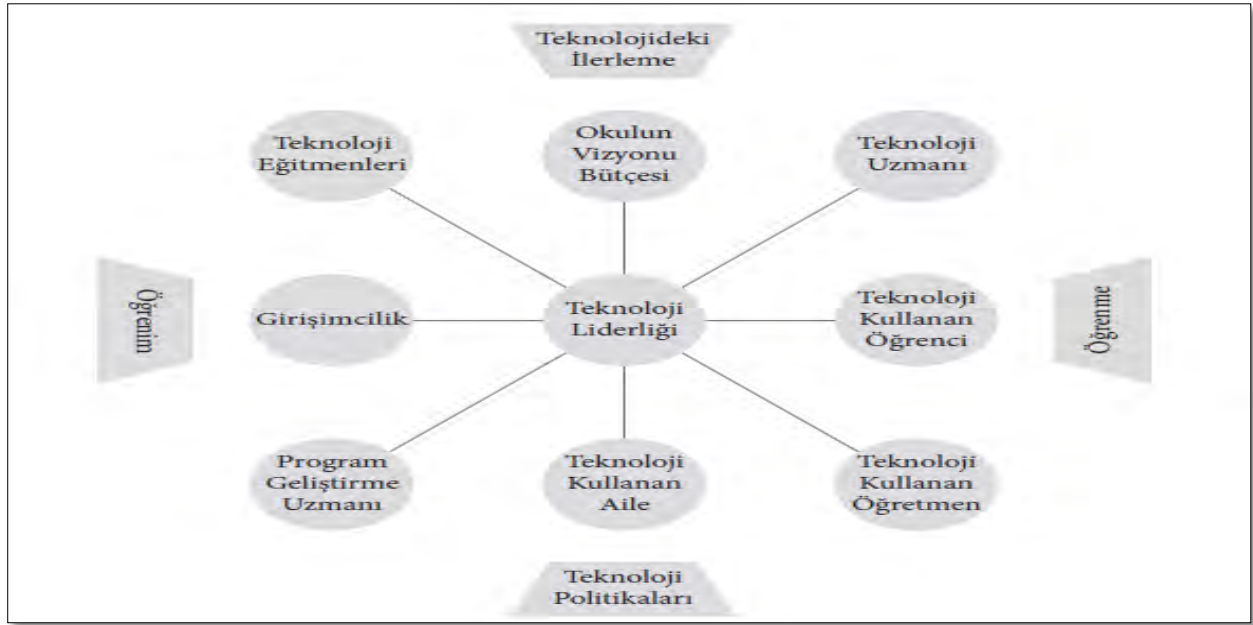 Teknolojideki
İlerleme
Teknoloji
Eğitmenleri
Okulun
Vizyonu
Bütçesi
Teknoloji
Uzmanı
Öğrenim
Girişimcilik
Teknoloji
Liderliği
Teknoloji
Kullanan
Öğrenci
Öğrenme
Program
Geliştirme
Uzmanı
Teknoloji
Kullanan
Aile
Teknoloji
Kullanan
Öğretmen
Teknoloji
Politikaları